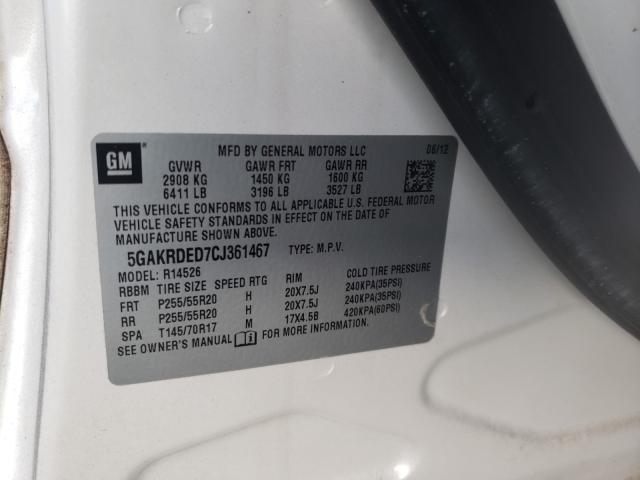 GM
MFD BY GENERAL MOTORS LLC 06/12
GVWR GAWR FRT GAWR RR
2908 KG 1450 KG 1600 KG
6411 LB 3196 LB 3527 LB
THIS VEHICLE CONFORMS TO ALL APPLICABLE U.S. FEDERAL MOTOR
VEHICLE SAFETY STANDARDS IN EFFECT ON THE DATE OF
MANUFACTURE SHOWN ABOVE.
5GAKRDED7CJ361467 TYPE: M.P.V.
MODEL: R14526
RBBM TIRE SIZE SPEED RTG RIM COLD TIRE PRESSURE
FRT P255/55R20 H 20X7.5J 240KPA(35PSI)
RR P255/55R20 H 20X7.5J 240KPA(35PSI)
SPA T145/70R17 M 17X4.5B 420KPA(60PSI)
SEE OWNER'S MANUAL FOR MORE INFORMATION.